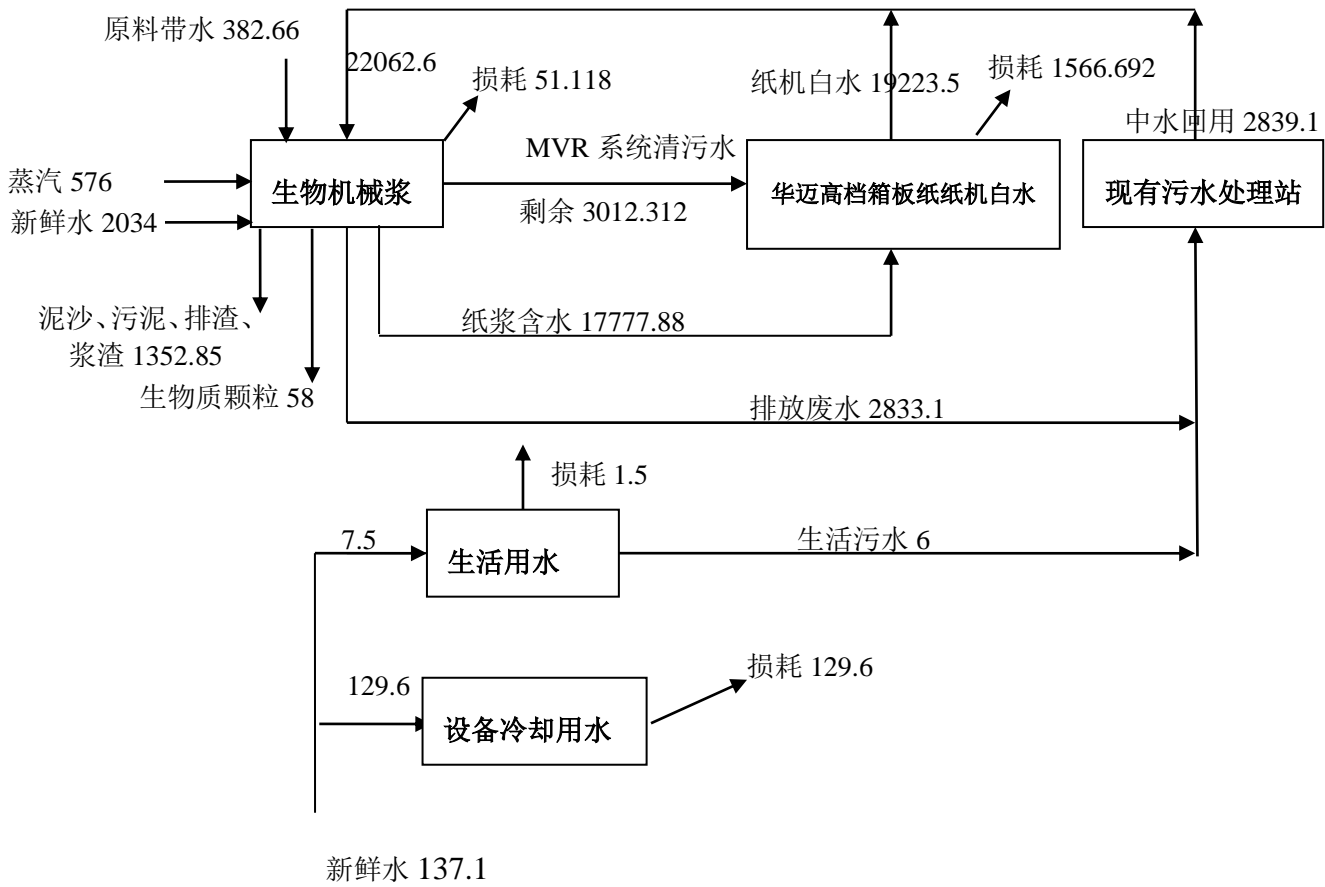 原料带水 382.66
22062.6
损耗 51.118
纸机白水 19223.5
损耗 1566.692
中水回用 2839.1
MVR 系统清污水
蒸汽 576
生物机械浆
华迈高档箱板纸纸机白水
现有污水处理站
新鲜水 2034
剩余 3012.312
泥沙、污泥、排渣、
浆渣 1352.85
纸浆含水 17777.88
生物质颗粒 58
排放废水 2833.1
损耗 1.5
7.5
生活用水
生活污水 6
129.6
损耗 129.6
设备冷却用水
新鲜水 137.1